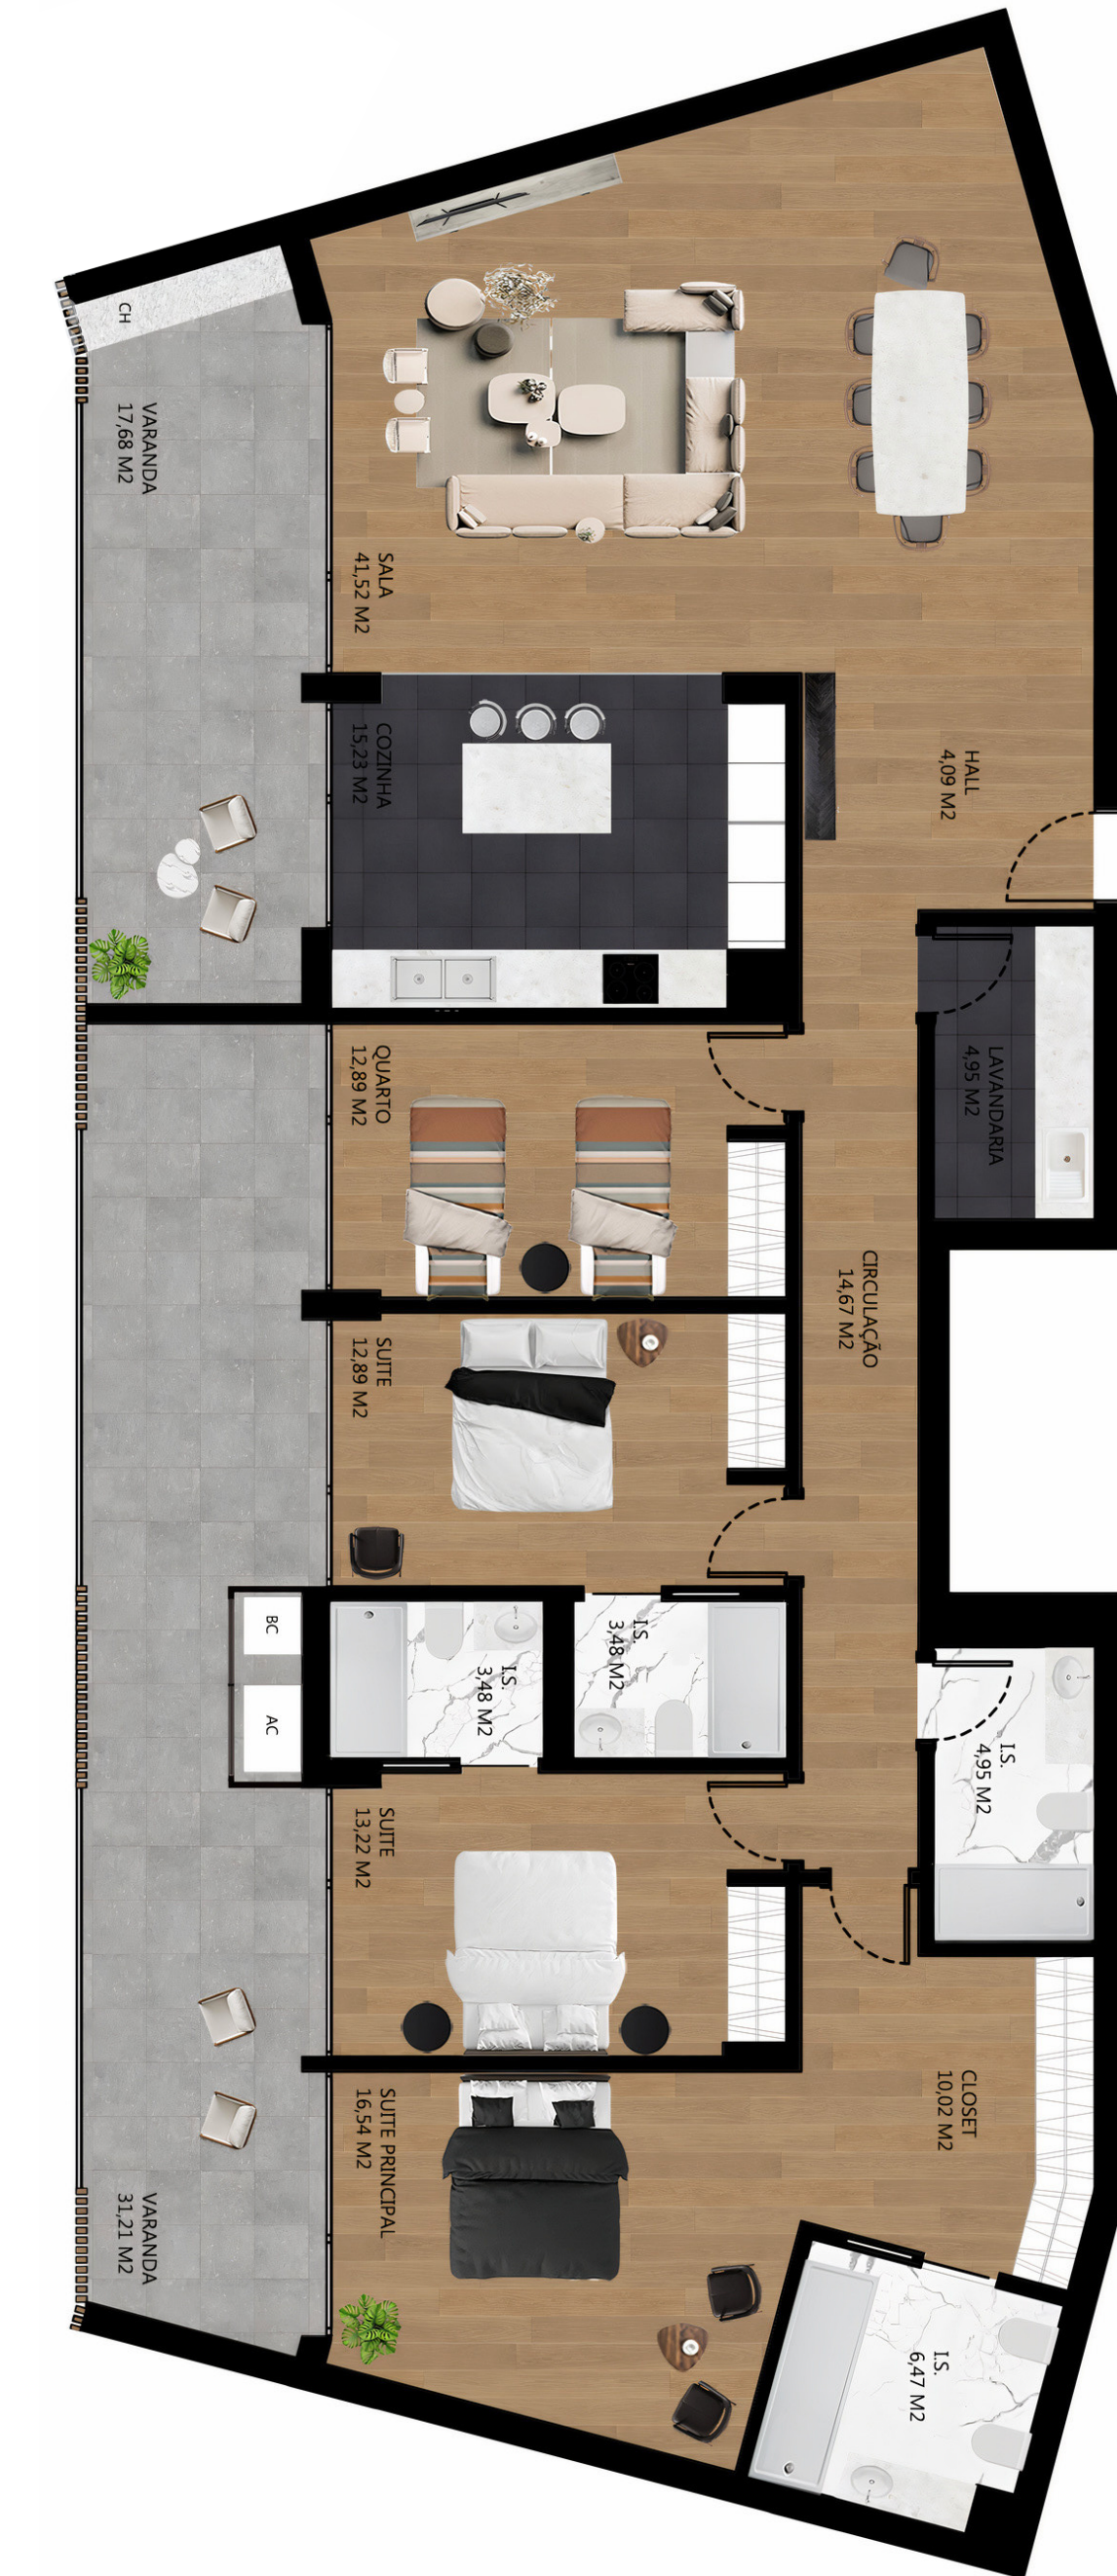 CH
VARANDA
17,68 M2
SALA
41,52 M2
COZINHA
15,23 M2
HALL
4,09 M2
LAVANDARIA
4,95 M2
QUARTO
12,89 M2
CIRCULAÇÃO
14,67 M2
SUITE
12,89 M2
BC
AC
I.S.
3,48 M2
I.S.
3,48 M2
I.S.
4,95 M2
SUITE
13,22 M2
CLOSET
10,02 M2
SUITE PRINCIPAL
16,54 M2
VARANDA
31,21 M2
I.S.
6,47 M2